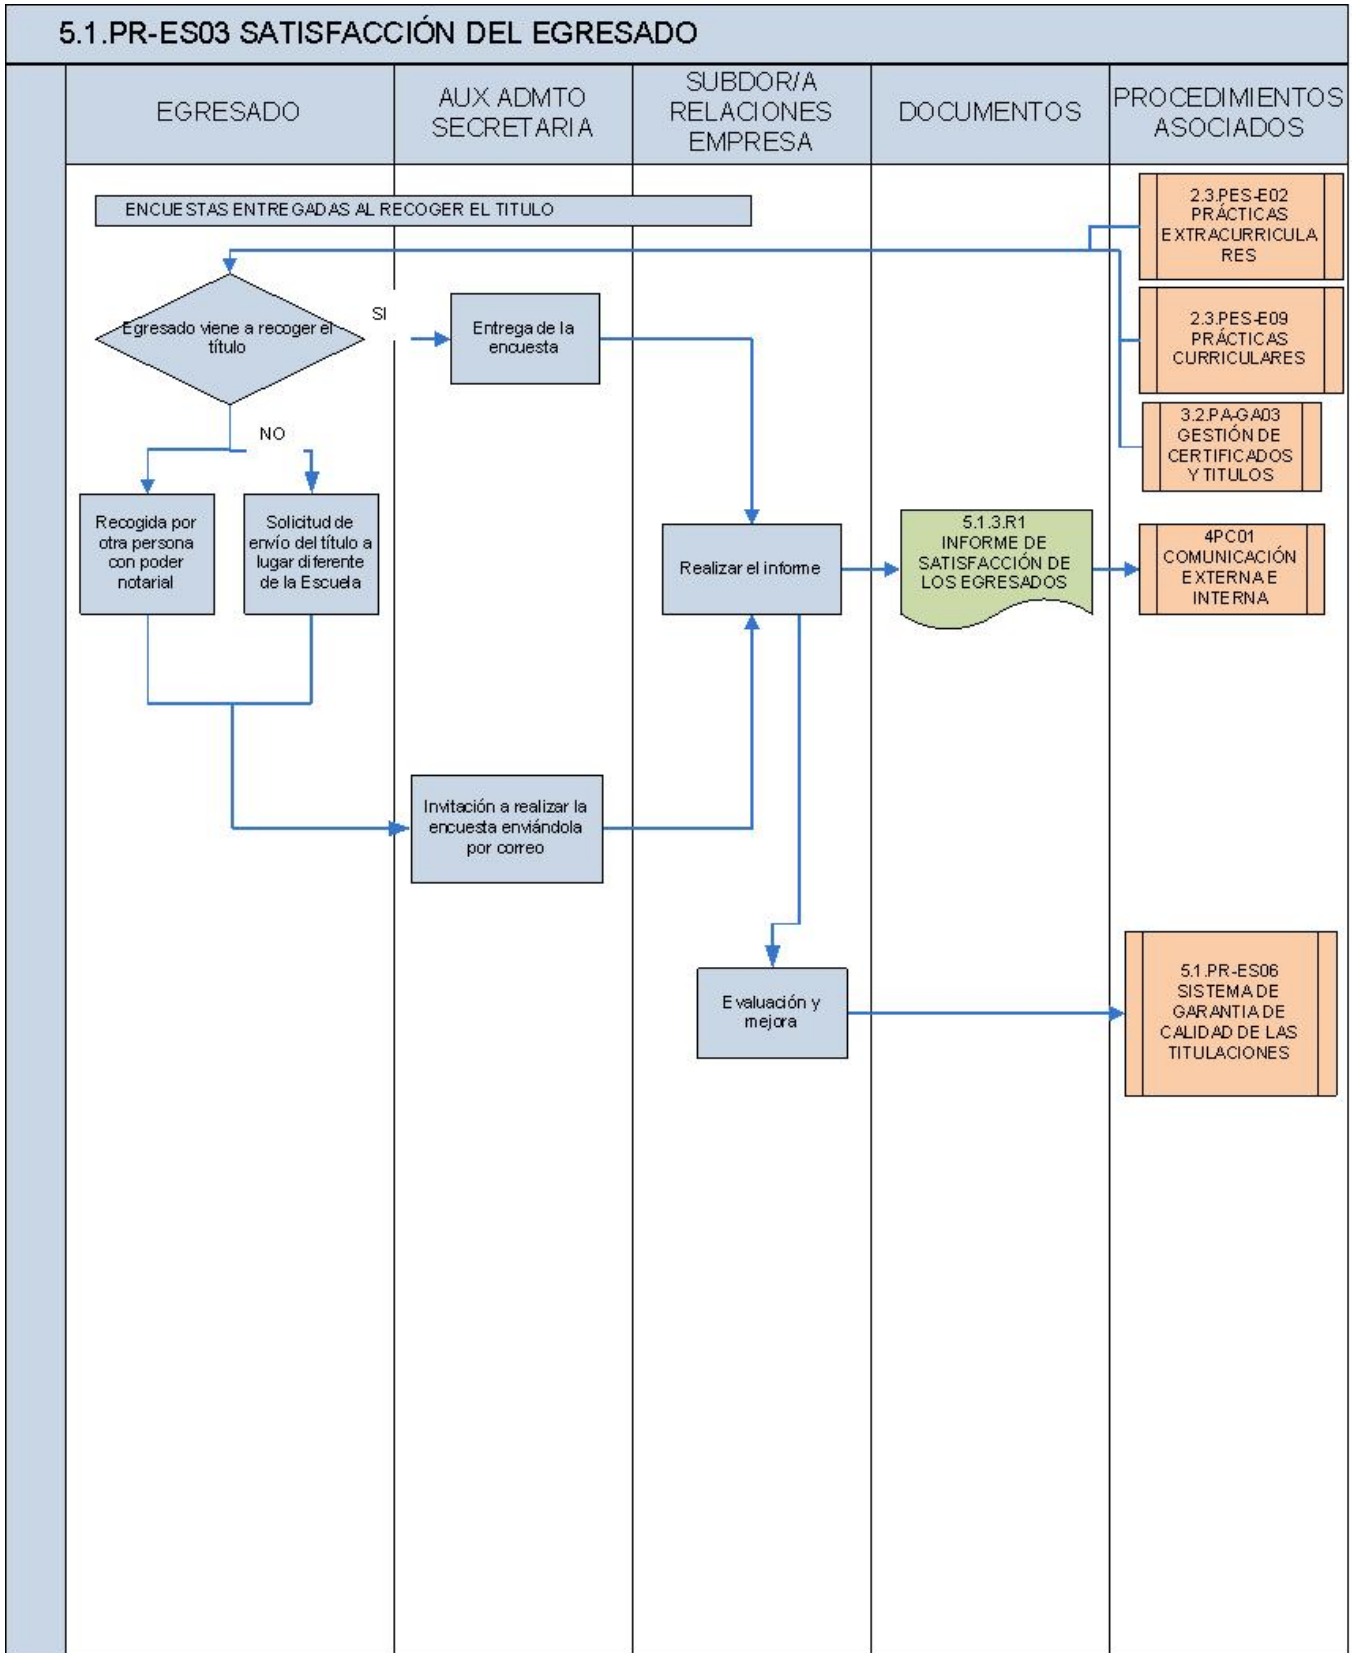 5.1.PR-ES03 SATISFACCIÓN DEL EGRESADO
EGRESADO
AUX ADMTO
SECRETARIA
SUBDOR/A
RELACIONES
EMPRESA
DOCUMENTOS
PROCEDIMIENTOS
ASOCIADOS
ENCUESTAS ENTREGADAS AL RECOGER EL TITULO
2.3.PES-E02
PRÁCTICAS
EXTRACURRICULA
RES
Egresado viene a recoger el
título
SI
Entrega de la
encuesta
2.3.PES-E09
PRÁCTICAS
CURRICULARES
NO
3.2.PA-GA03
GESTIÓN DE
CERTIFICADOS
Y TITULOS
Recogida por
otra persona
con poder
notarial
Solicitud de
envío del título a
lugar diferente
de la Escuela
Realizar el informe
5.1.3.R1
INFORME DE
SATISFACCIÓN DE
LOS EGRESADOS
4PC01
COMUNICACIÓN
EXTERNA E
INTERNA
Invitación a realizar la
encuesta enviándola
por correo
Evaluación y
mejora
5.1.PR-ES06
SISTEMA DE
GARANTIA DE
CALIDAD DE LAS
TITULACIONES